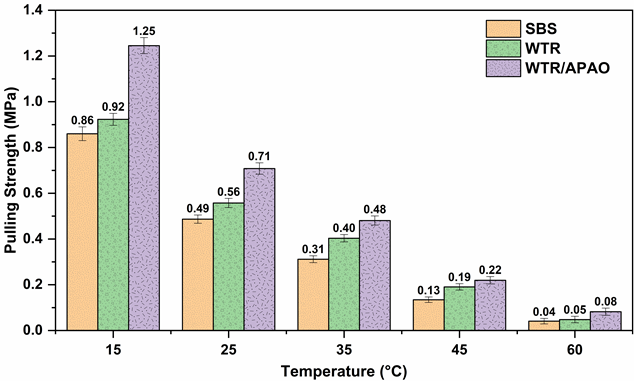 1.4
1.2
1.0
0.8
0.6
0.4
0.2
0.0
Pulling Strength (MPa)
SBS
WTR
WTR/APAO
0.86 0.92 1.25
0.49 0.56 0.71
0.31 0.40 0.48
0.13 0.19 0.22
0.04 0.05 0.08
15 25 35 45 60
Temperature (°C)